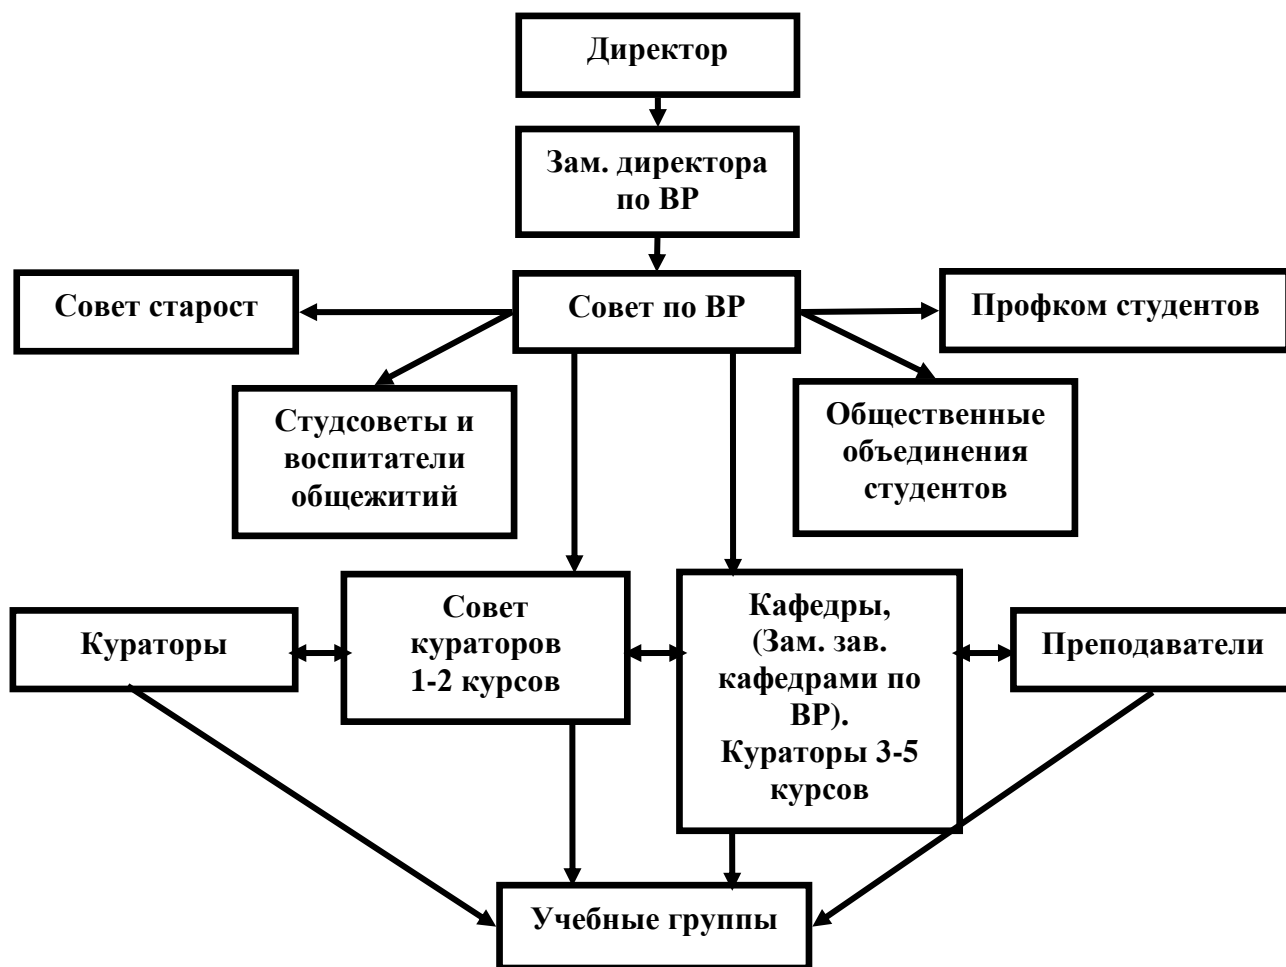 Директор
Зам. директора
по ВР
Совет старост
Совет по ВР
Профком студентов
Студсоветы и
воспитатели
общежитий
Общественные
объединения
студентов
Кураторы
Совет
кураторов
1-2 курсов
Кафедры,
(Зам. зав.
кафедрами по
ВР).
Кураторы 3-5
курсов
Преподаватели
Учебные группы